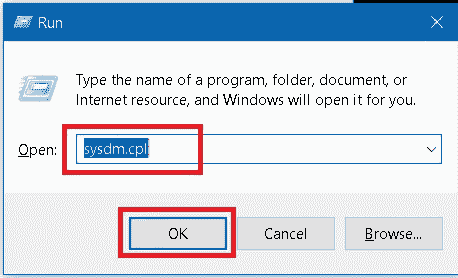 Run
Type the name of a program, folder, document, or
Internet resource, and Windows will open it for you.
Open: sysdm.cpl
OK Cancel Browse...